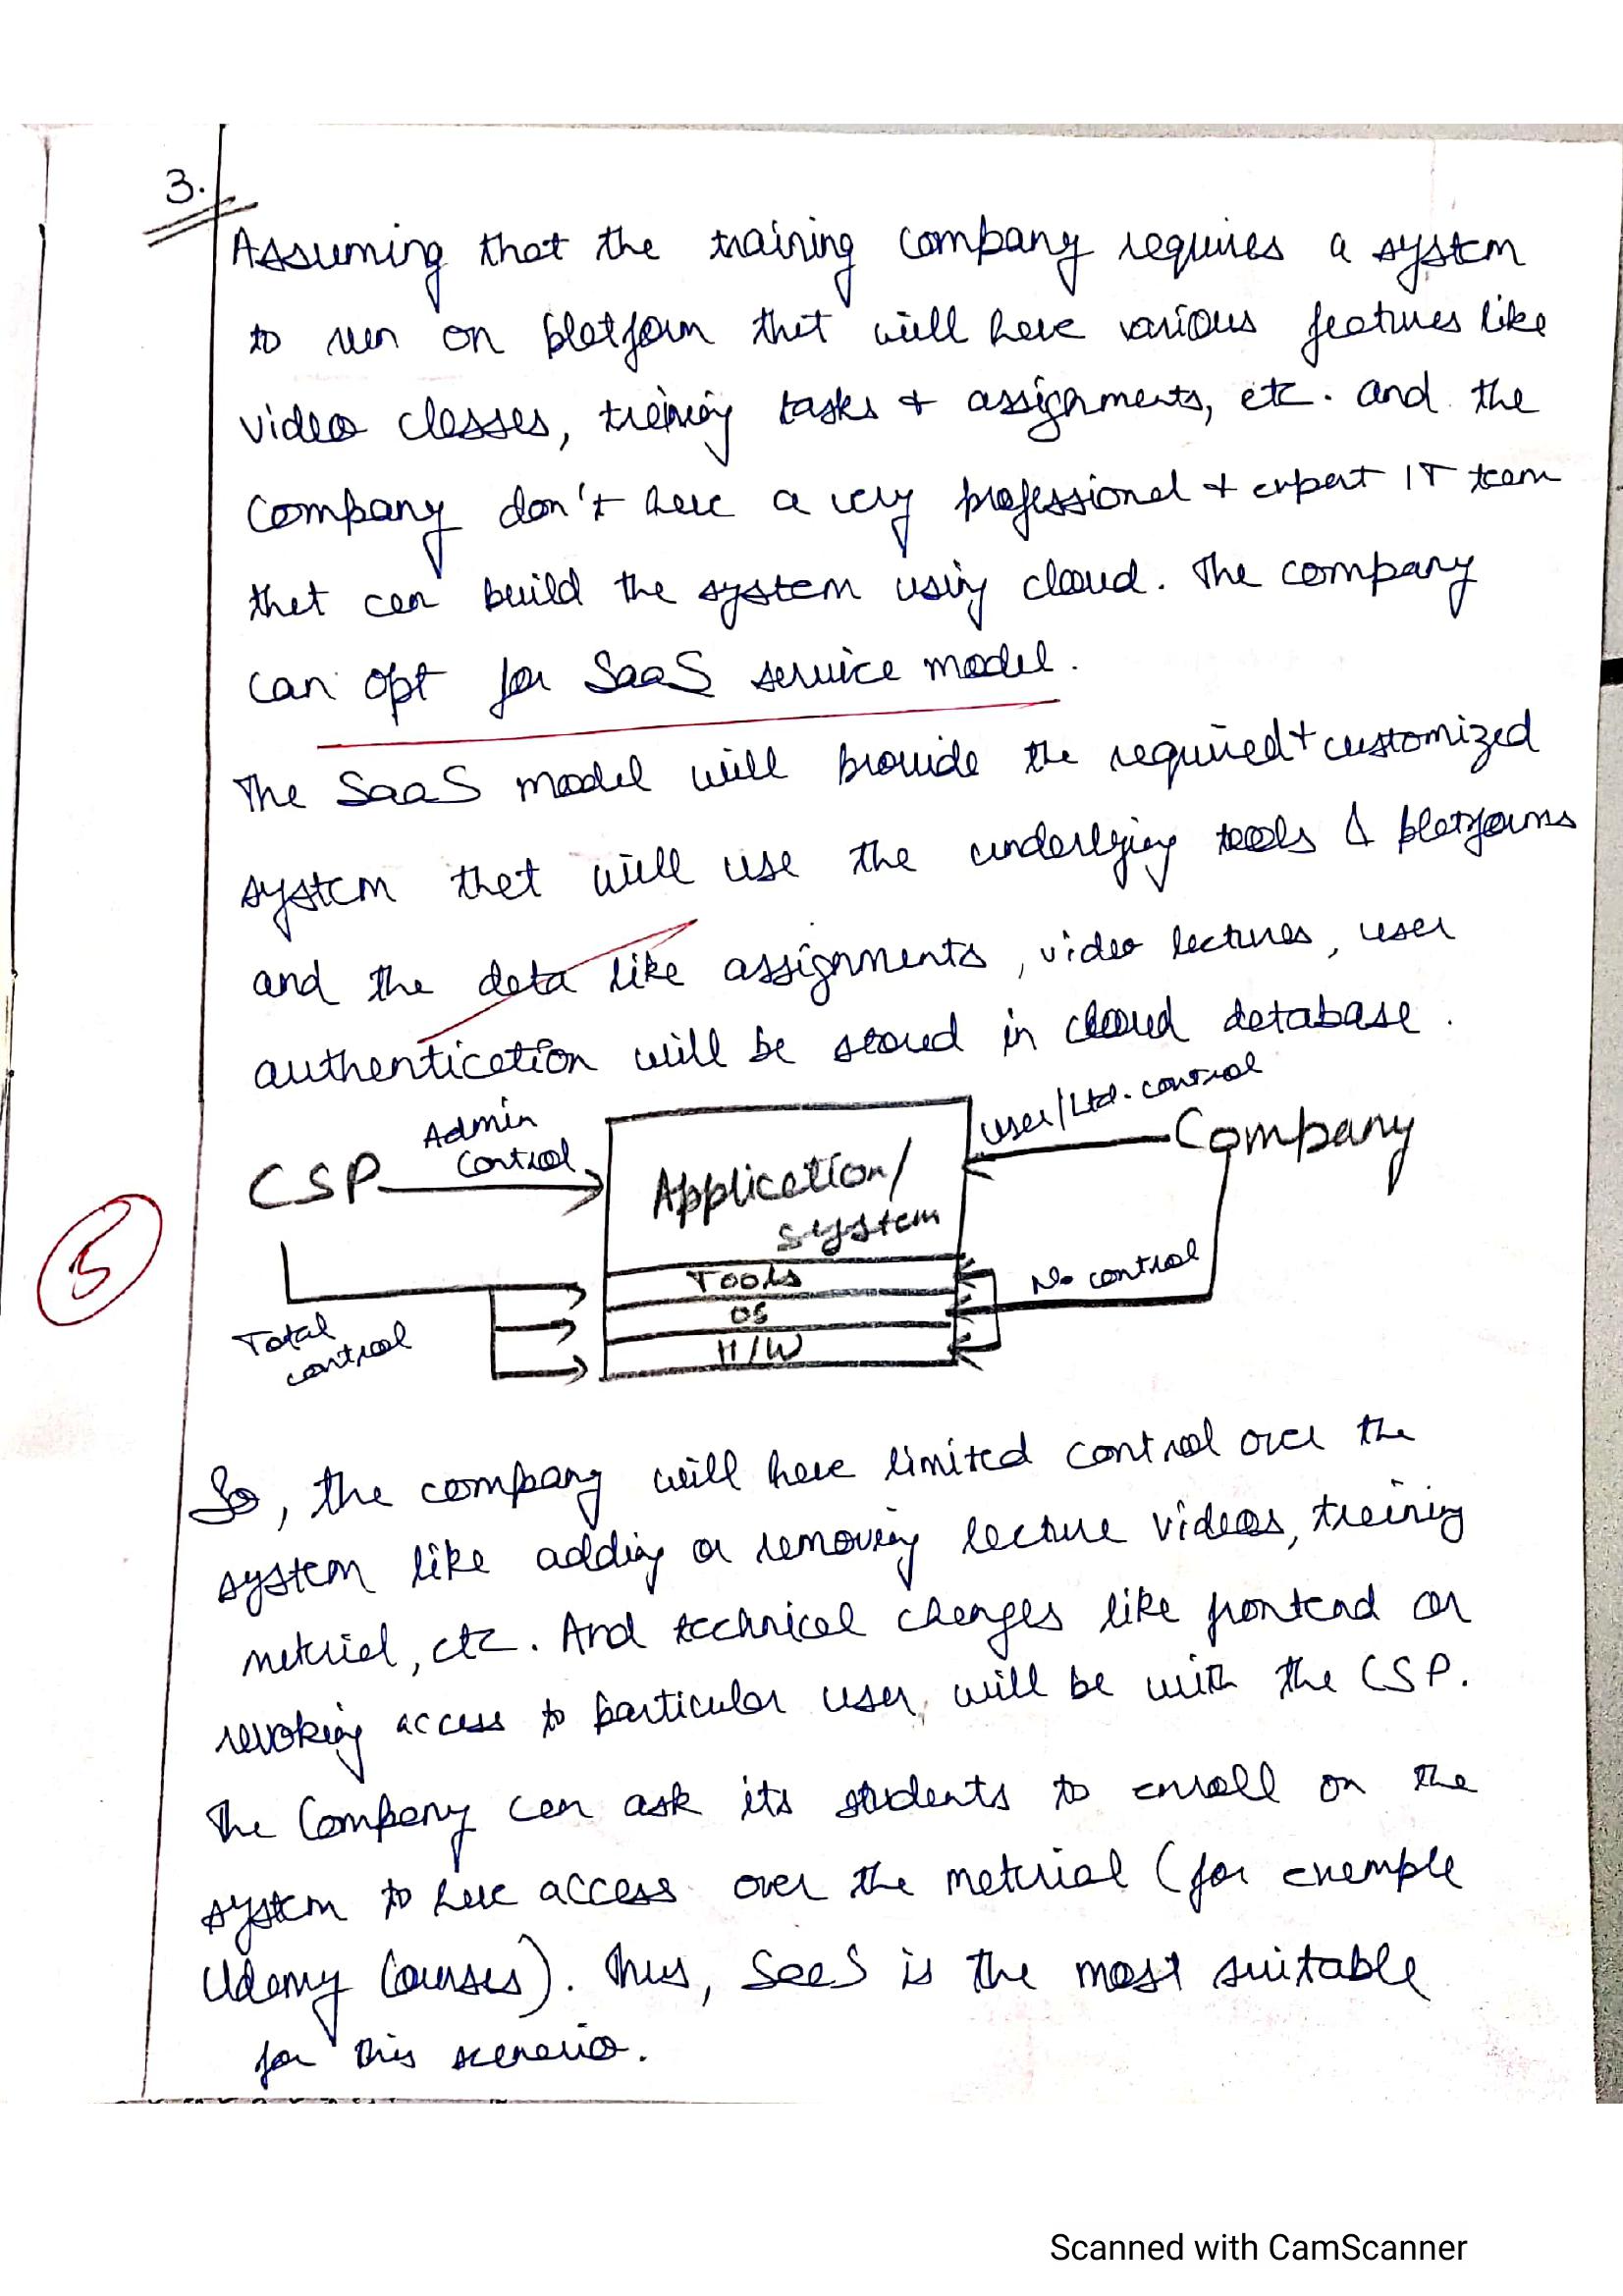 3.
Assuming that the training company requires a system
to run on platform that will have various features like
video classes, training tasks & assignments, etc. and the
company don't have a very professional & expert IT team
that can build the system using cloud. The company
can opt for SaaS service model.
The SaaS model will provide the required & customized
system that will use the underlying tools & platforms
and the data like assignments, video lectures, user
authentication will be stored in cloud database.
Admin
Control
User/Ltd. control
CSP
Company
Application/
system
5
Tools
No control
OS
Total
control
H/W
So, the company will have limited control over the
system like adding or removing lecture videos, training
material, etc. And technical changes like frontend or
revoking access to particular user, will be with the CSP.
The Company can ask its students to enroll on the
system to have access over the material (for example
Udemy Courses). Thus, SaaS is the most suitable
for this scenario.
Scanned with CamScanner